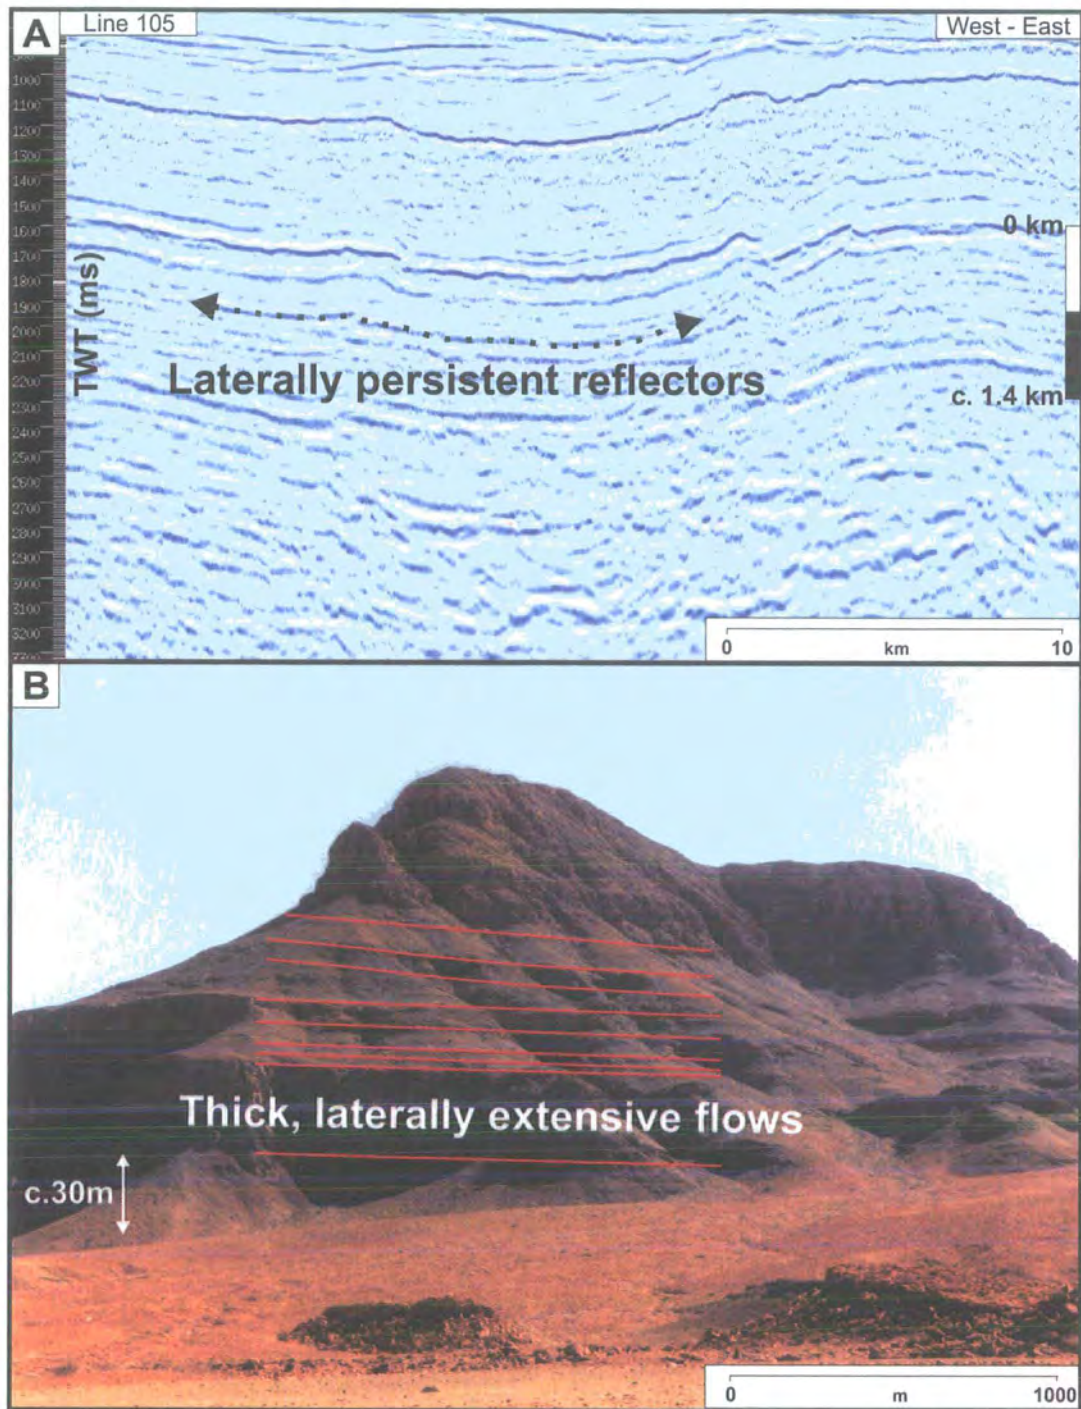 A
Line 105
West - East
1000
1100
1200
1300
1400
1500
1600
1700
1800
1900
2000
2100
2200
2300
2400
2500
2600
2700
2800
2900
3000
3100
3200
TWT (ms)
0 km
Laterally persistent reflectors
c. 1.4 km
0 km 10
B
Thick, laterally extensive flows
c.30m
0 m 1000